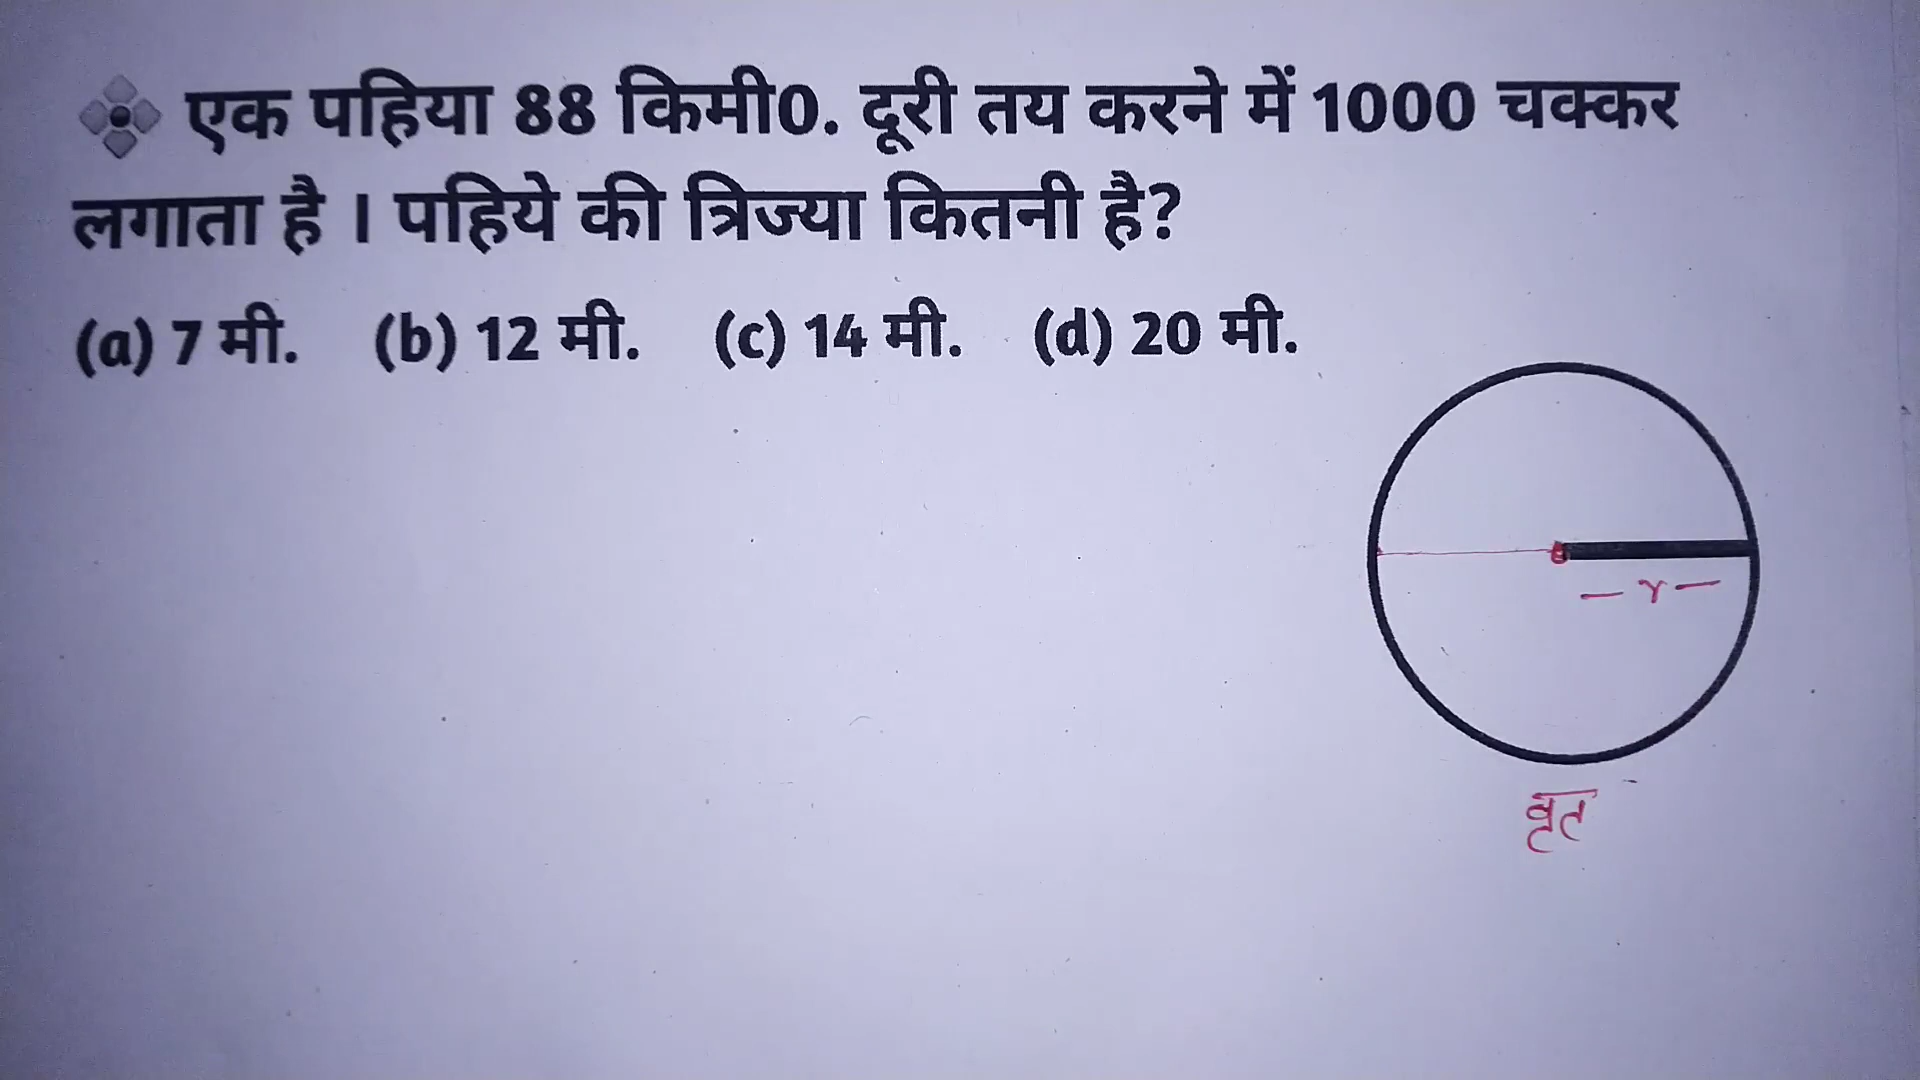 एक पहिया 88 किमी0. दूरी तय करने में 1000 चक्कर
लगाता है । पहिये की त्रिज्या कितनी है?
(a) 7 मी. (b) 12 मी. (c) 14 मी. (d) 20 मी.
r
वृत